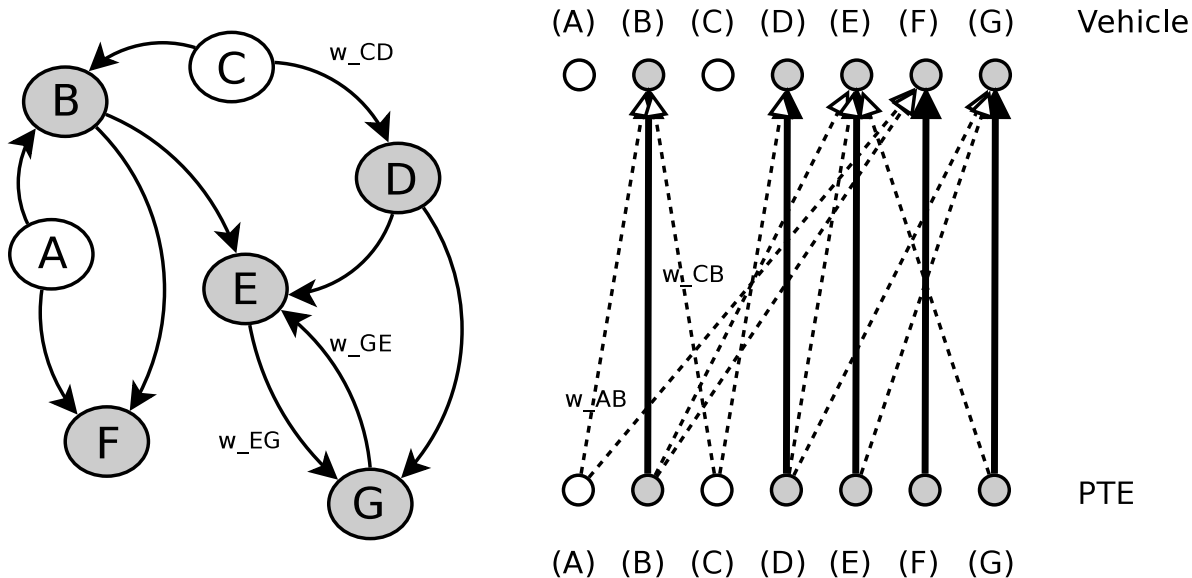 (A) (B) (C) (D) (E) (F) (G) Vehicle
C
w_CD
B
D
A
E
w_CB
w_GE
w_AB
F
w_EG
G
PTE
(A) (B) (C) (D) (E) (F) (G)